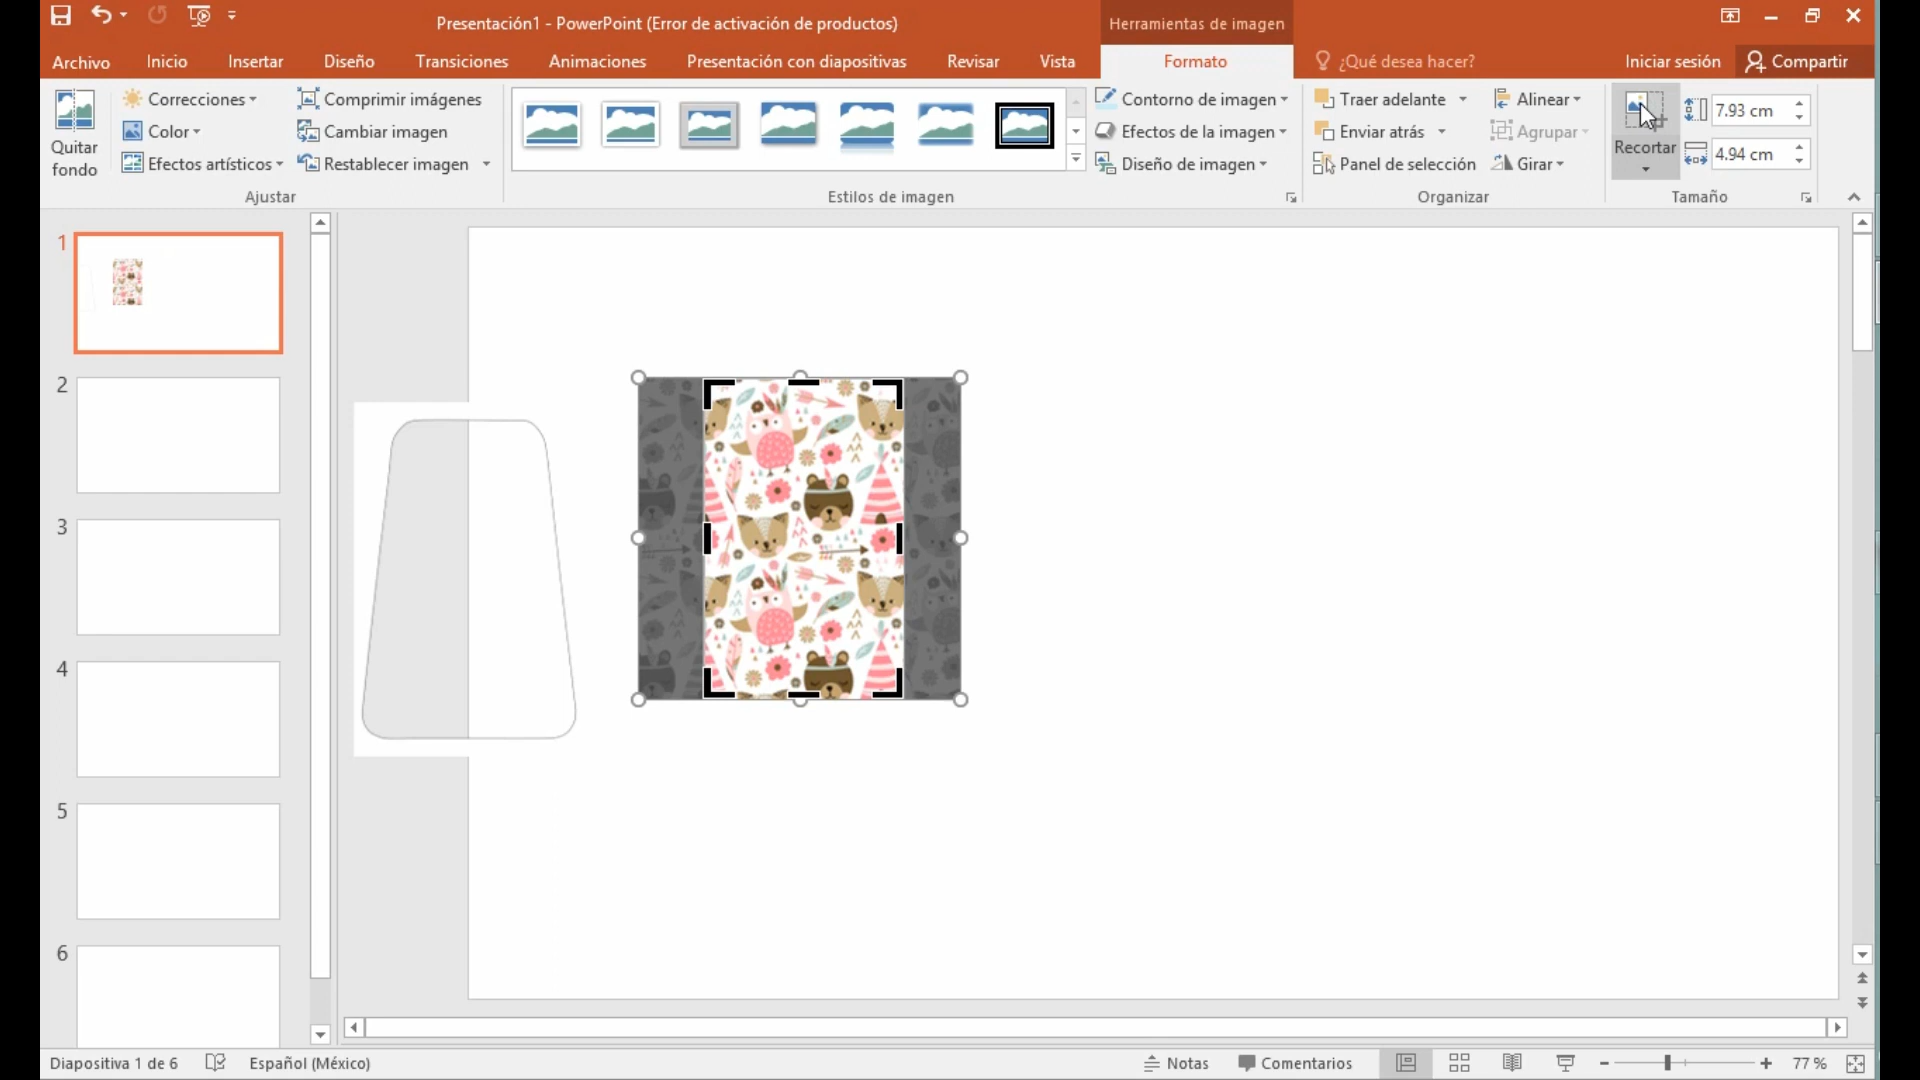 Presentación1 - PowerPoint (Error de activación de productos)
Herramientas de imagen
Archivo
Inicio
Insertar
Diseño
Transiciones
Animaciones
Presentación con diapositivas
Revisar
Vista
Formato
¿Qué desea hacer?
Iniciar sesión
Compartir
Quitar
fondo
Correcciones
Color
Efectos artísticos
Comprimir imágenes
Cambiar imagen
Restablecer imagen
Ajustar
Estilos de imagen
Contorno de imagen
Efectos de la imagen
Diseño de imagen
Traer adelante
Enviar atrás
Panel de selección
Alinear
Agrupar
Girar
Organizar
Recortar
7.93 cm
4.94 cm
Tamaño
1
2
3
4
5
6
Diapositiva 1 de 6
Español (México)
Notas
Comentarios
77 %